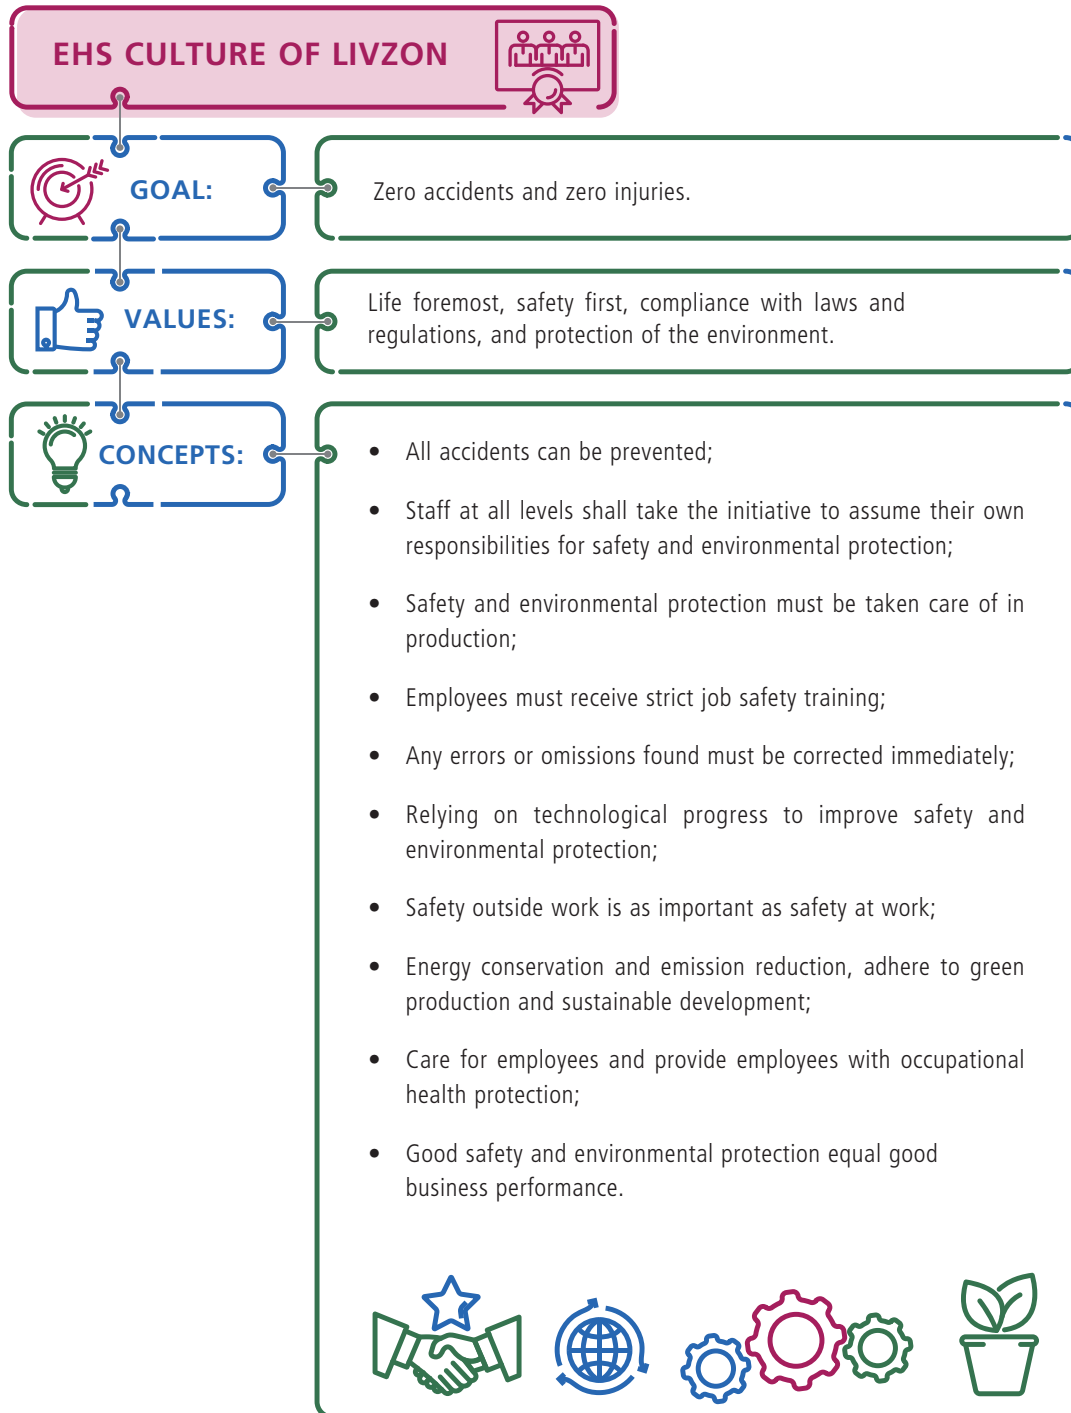 EHS CULTURE OF LIVZON
GOAL:
Zero accidents and zero injuries.
VALUES:
Life foremost, safety first, compliance with laws and
regulations, and protection of the environment.
CONCEPTS:
• All accidents can be prevented;
• Staff at all levels shall take the initiative to assume their own
responsibilities for safety and environmental protection;
• Safety and environmental protection must be taken care of in
production;
• Employees must receive strict job safety training;
• Any errors or omissions found must be corrected immediately;
• Relying on technological progress to improve safety and
environmental protection;
• Safety outside work is as important as safety at work;
• Energy conservation and emission reduction, adhere to green
production and sustainable development;
• Care for employees and provide employees with occupational
health protection;
• Good safety and environmental protection equal good
business performance.